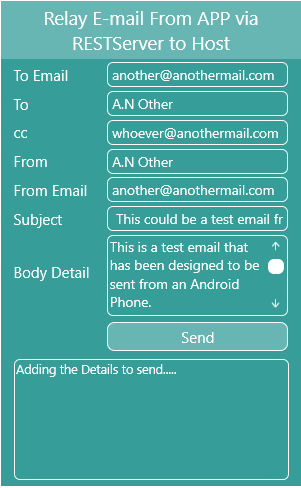 Relay E-mail From APP via
RESTServer to Host
To Email another@anothermail.com
To A.N Other
cc whoever@anothermail.com
From A.N Other
From Email another@anothermail.com
Subject This could be a test email fr
Body Detail
This is a test email that
has been designed to be
sent from an Android
Phone.
Send
Adding the Details to send.....